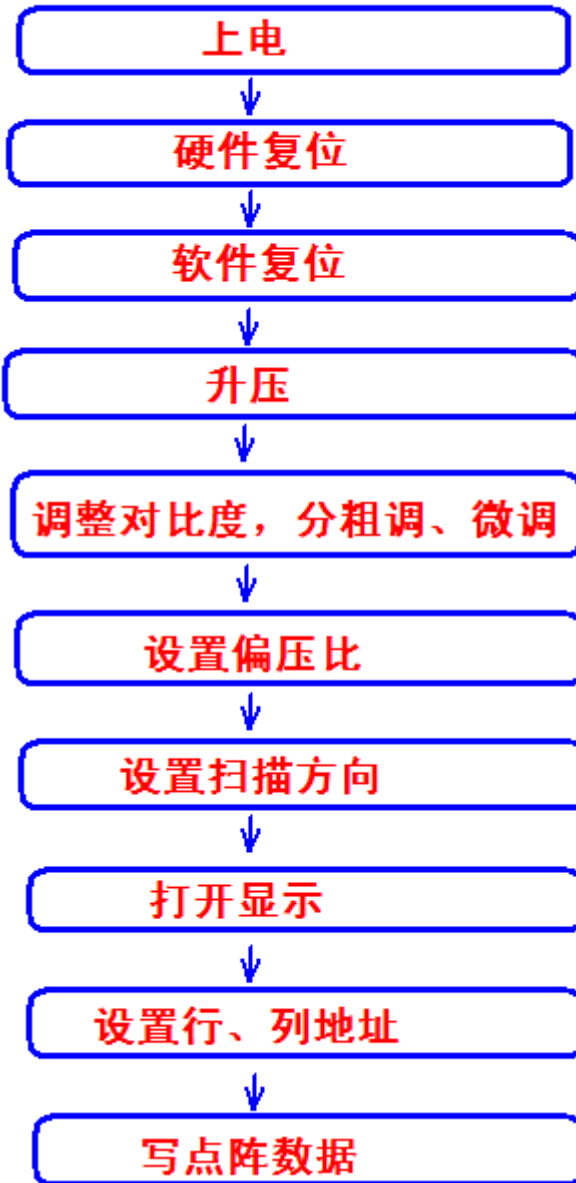 上电
硬件复位
软件复位
升压
调整对比度，分粗调、微调
设置偏压比
设置扫描方向
打开显示
设置行、列地址
写点阵数据